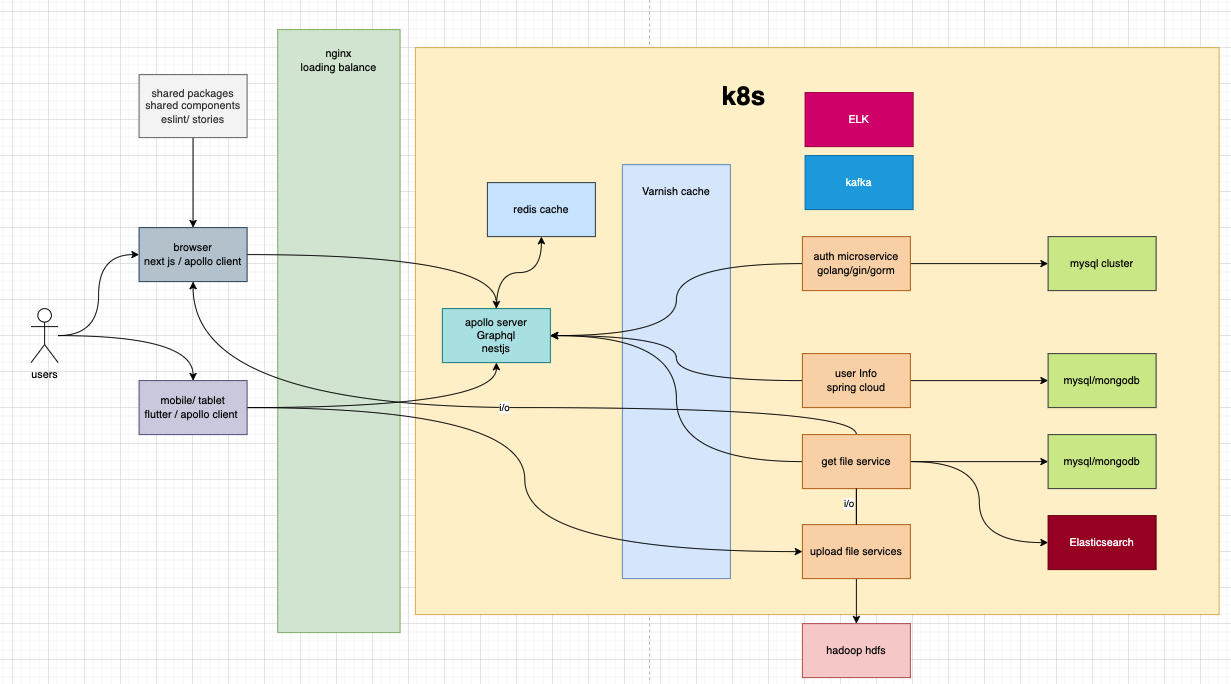 nginx
loading balance
shared packages
shared components
eslint/ stories
k8s
ELK
kafka
Varnish cache
redis cache
browser
next js / apollo client
auth microservice
golang/gin/gorm
mysql cluster
apollo server
Graphql
nestjs
users
user Info
spring cloud
mysql/mongodb
mobile/ tablet
flutter / apollo client
i/o
get file service
mysql/mongodb
i/o
upload file services
Elasticsearch
hadoop hdfs